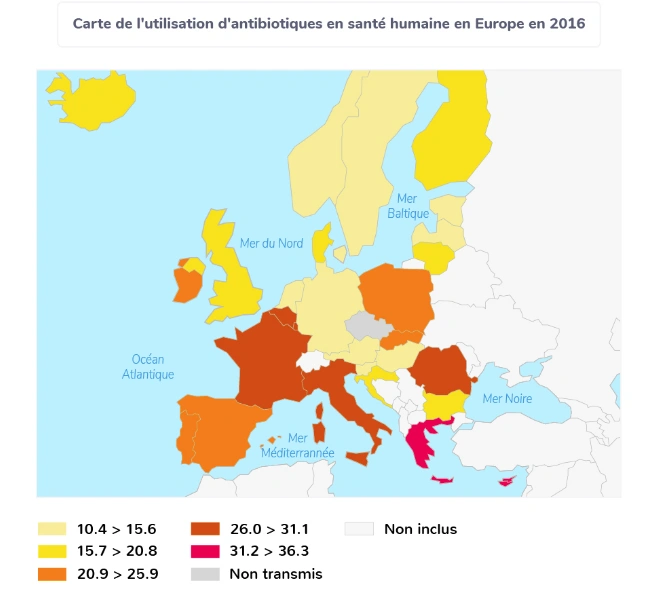 Carte de l'utilisation d'antibiotiques en santé humaine en Europe en 2016
Mer
Baltique
Mer du Nord
Océan
Atlantique
Mer Noire
Mer
Méditerrannée
10.4 > 15.6
26.0 > 31.1
Non inclus
15.7 > 20.8
31.2 > 36.3
20.9 > 25.9
Non transmis